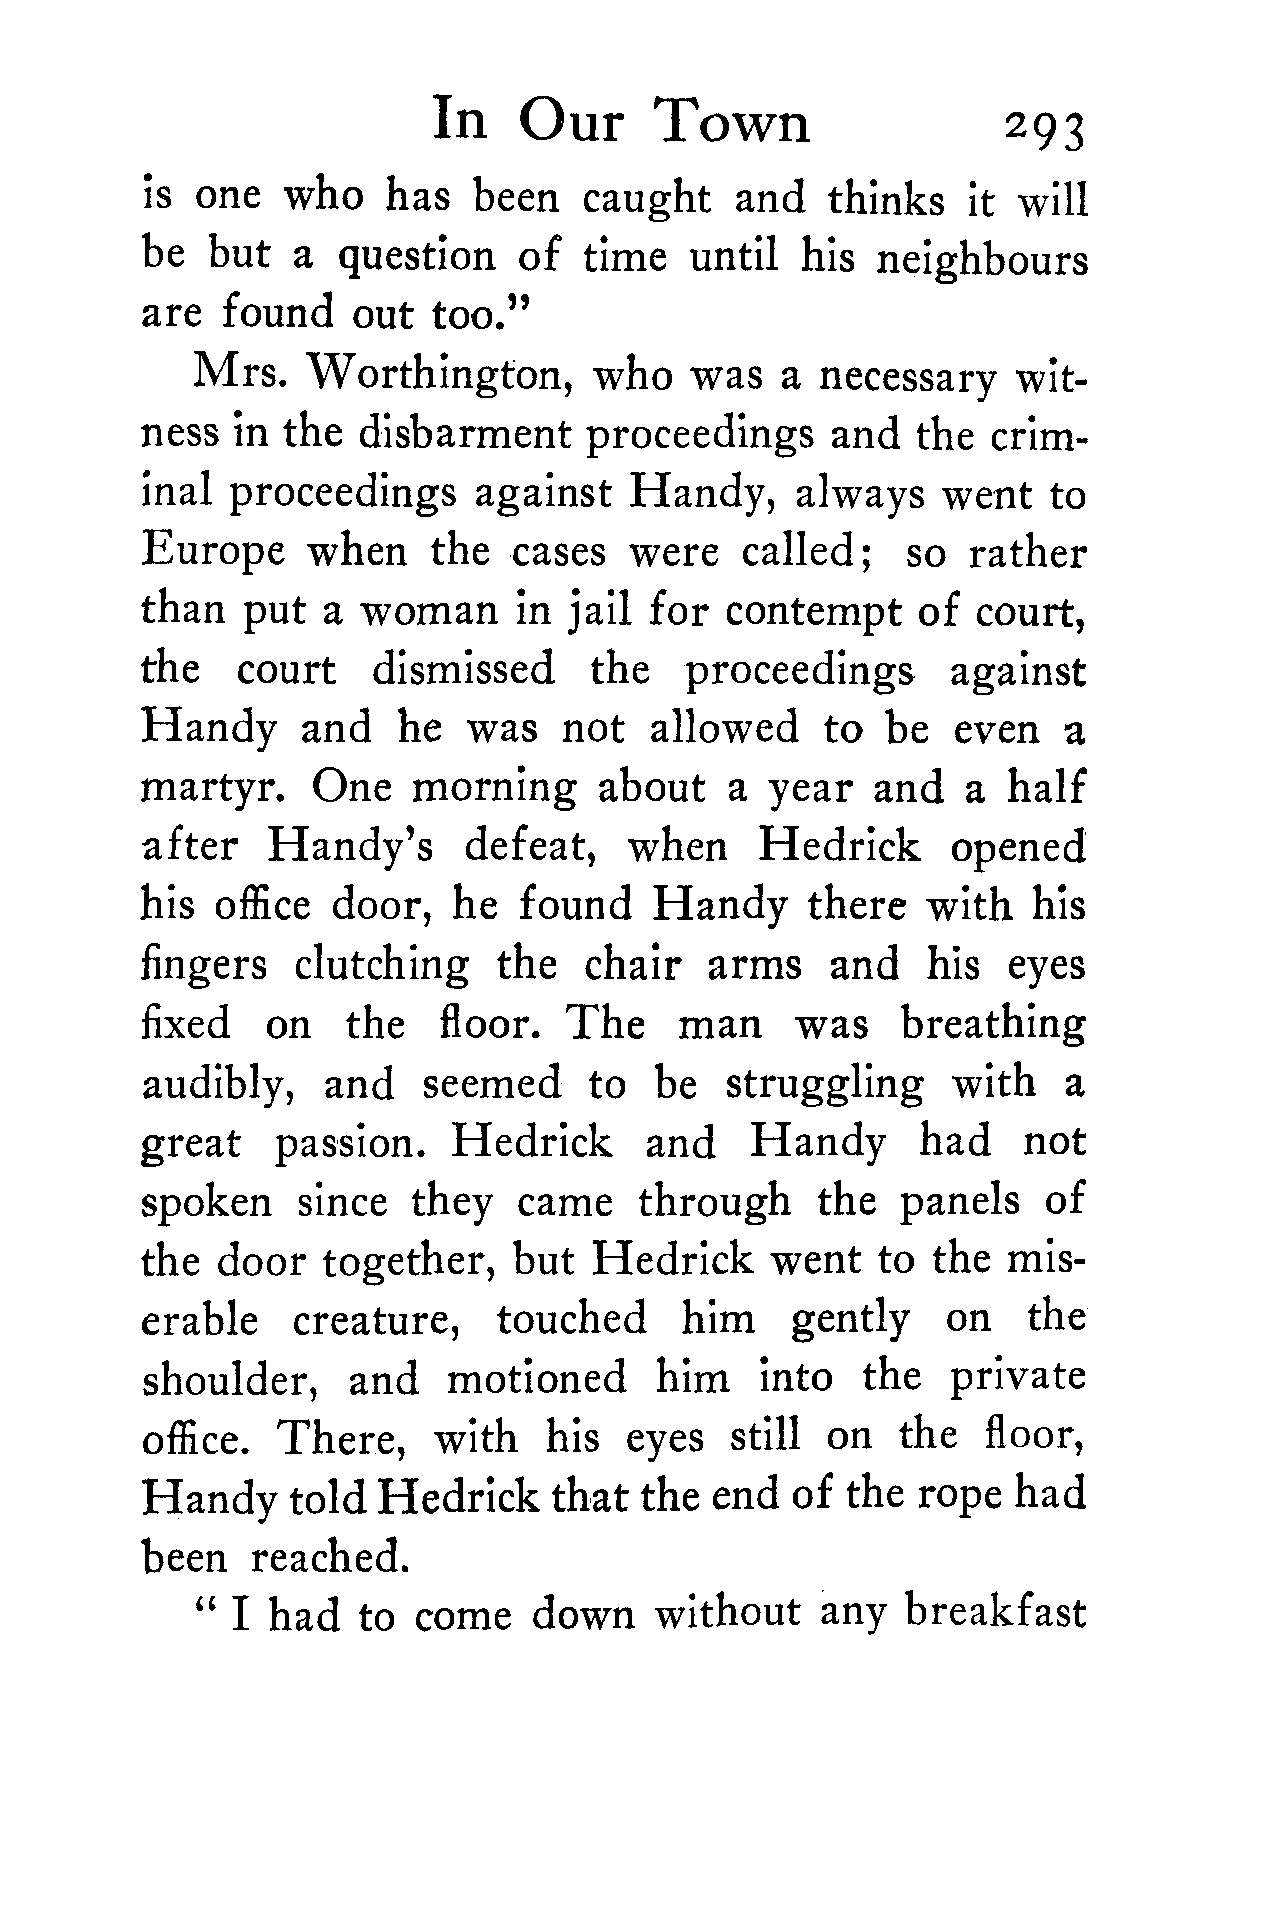 In Our Town 293
is one who has been caught and thinks it will
be but a question of time until his neighbours
are found out too.”
Mrs. Worthington, who was a necessary wit-
ness in the disbarment proceedings and the crim-
inal proceedings against Handy, always went to
Europe when the cases were called; so rather
than put a woman in jail for contempt of court,
the court dismissed the proceedings against
Handy and he was not allowed to be even a
martyr. One morning about a year and a half
after Handy’s defeat, when Hedrick opened
his office door, he found Handy there with his
fingers clutching the chair arms and his eyes
fixed on the floor. The man was breathing
audibly, and seemed to be struggling with a
great passion. Hedrick and Handy had not
spoken since they came through the panels of
the door together, but Hedrick went to the mis-
erable creature, touched him gently on the
shoulder, and motioned him into the private
office. There, with his eyes still on the floor,
Handy told Hedrick that the end of the rope had
been reached.
“ I had to come down without any breakfast